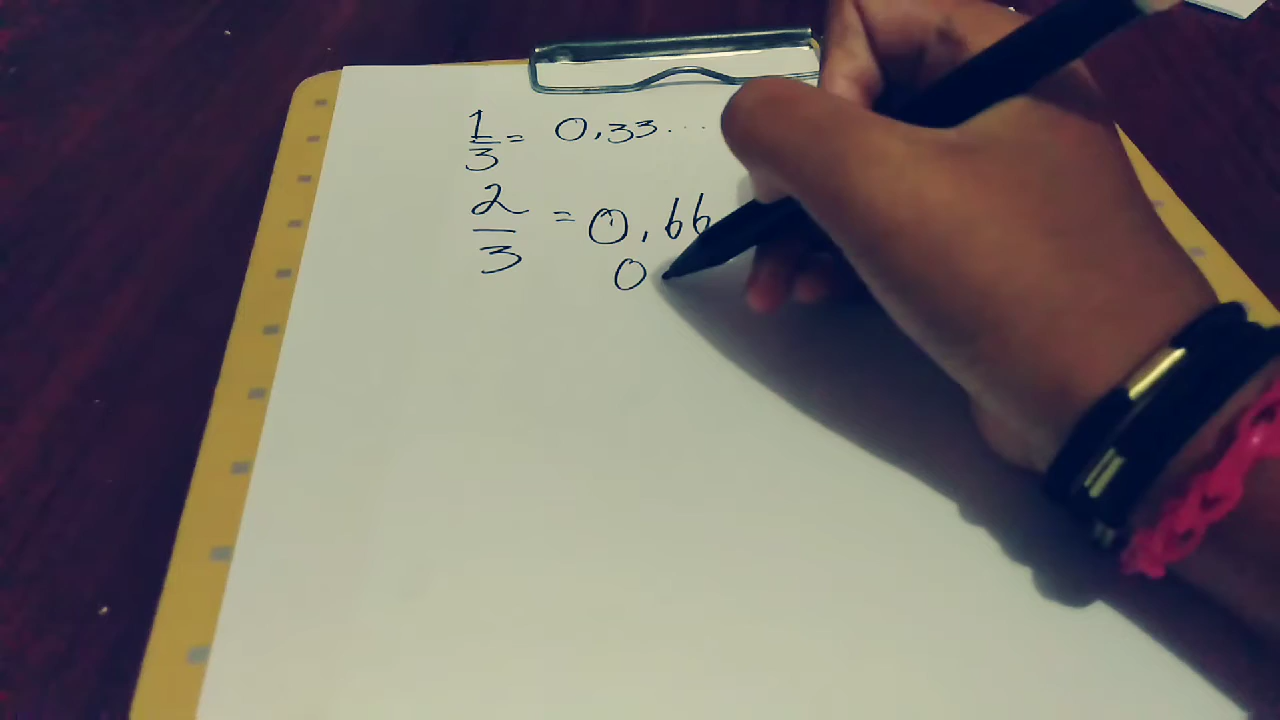 1/3 = 0,33...
2/3 = 0,66
0